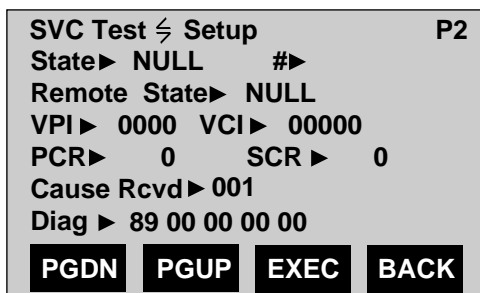 SVC Test ⭍ Setup P2
State▶ NULL #▶
Remote State▶ NULL
VPI▶ 0000 VCI▶ 00000
PCR▶ 0 SCR▶ 0
Cause Rcvd▶ 001
Diag▶ 89 00 00 00 00
PGDN PGUP EXEC BACK